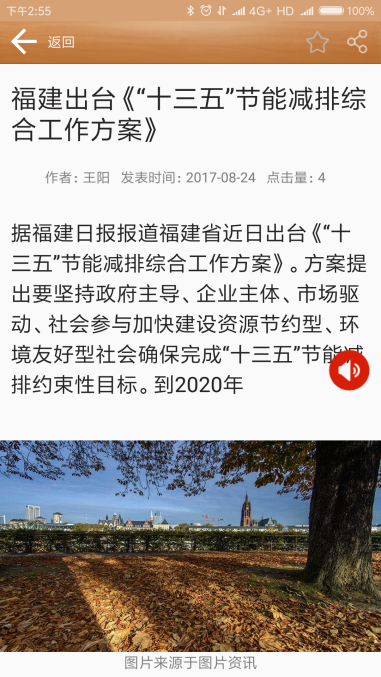 下午2:55
4G+ HD
100%
返回
福建出台《“十三五”节能减排综
合工作方案》
作者：王阳 发表时间：2017-08-24 点击量：4
据福建日报报道福建省近日出台《“十
三五”节能减排综合工作方案》。方案提
出要坚持政府主导、企业主体、市场驱
动、社会参与加快建设资源节约型、环
境友好型社会确保完成“十三五”节能减
排约束性目标。到2020年
图片来源于图片资讯